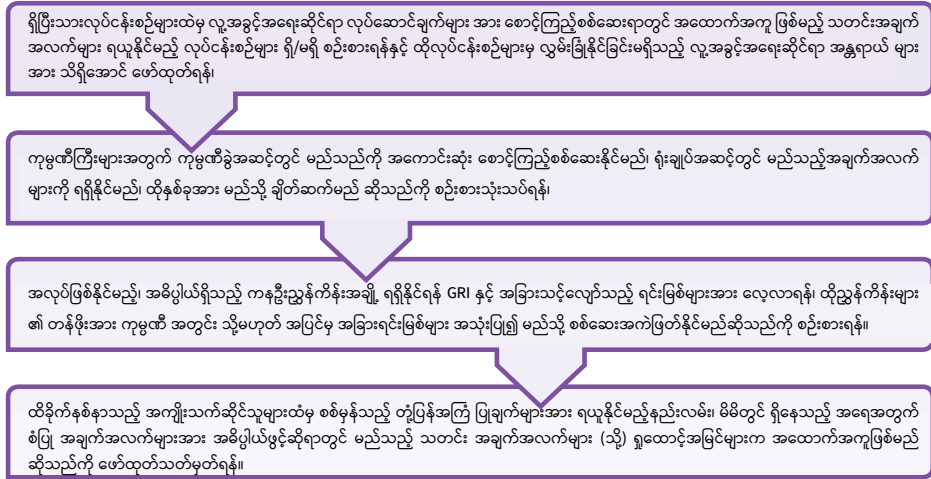 ရှိပြီးသားလုပ်ငန်းစဉ်များထဲမှ လူ့အခွင့်အရေးဆိုင်ရာ လုပ်ဆောင်ချက်များ အား စောင့်ကြည့်စစ်ဆေးရာတွင် အထောက်အကူ ဖြစ်မည့် သတင်းအချက်
အလက်များ ရယူနိုင်မည့် လုပ်ငန်းစဉ်များ ရှိ/မရှိ စဉ်းစားရန်နှင့် ထိုလုပ်ငန်းစဉ်များမှ လွှမ်းခြုံနိုင်ခြင်းမရှိသည့် လူ့အခွင့်အရေးဆိုင်ရာ အန္တရာယ် များ
အား သိရှိအောင် ဖော်ထုတ်ရန်၊
ကုမ္ပဏီကြီးများအတွက် ကုမ္ပဏီခွဲအဆင့်တွင် မည်သည်ကို အကောင်းဆုံး စောင့်ကြည့်စစ်ဆေးနိုင်မည်၊ ရုံးချုပ်အဆင့်တွင် မည်သည့်အချက်အလက်
များကို ရရှိနိုင်မည်၊ ထိုနှစ်ခုအား မည်သို့ ချိတ်ဆက်မည် ဆိုသည်ကို စဉ်းစားသုံးသပ်ရန်၊
အလုပ်ဖြစ်နိုင်မည့်၊ အဓိပ္ပါယ်ရှိသည့် ကနဦးညွှန်ကိန်းအချို့ ရရှိနိုင်ရန် GRI နှင့် အခြားသင့်လျော်သည့် ရင်းမြစ်များအား လေ့လာရန်၊ ထိုညွှန်ကိန်းများ
၏ တန်ဖိုးအား ကုမ္ပဏီ အတွင်း သို့မဟုတ် အပြင်မှ အခြားရင်းမြစ်များ အသုံးပြု၍ မည်သို့ စစ်ဆေးအကဲဖြတ်နိုင်မည်ဆိုသည်ကို စဉ်းစားရန်။
ထိခိုက်နစ်နာသည့် အကျိုးသက်ဆိုင်သူများထံမှ စစ်မှန်သည့် တုံ့ပြန်အကြံ ပြုချက်များအား ရယူနိုင်မည့်နည်းလမ်း၊ မိမိတွင် ရှိနေသည့် အရေအတွက်
စံပြု အချက်အလက်များအား အဓိပ္ပါယ်ဖွင့်ဆိုရာတွင် မည်သည့် သတင်း အချက်အလက်များ (သို့) ရှုထောင့်အမြင်များက အထောက်အကူဖြစ်မည်
ဆိုသည်ကို ဖော်ထုတ်သတ်မှတ်ရန်။